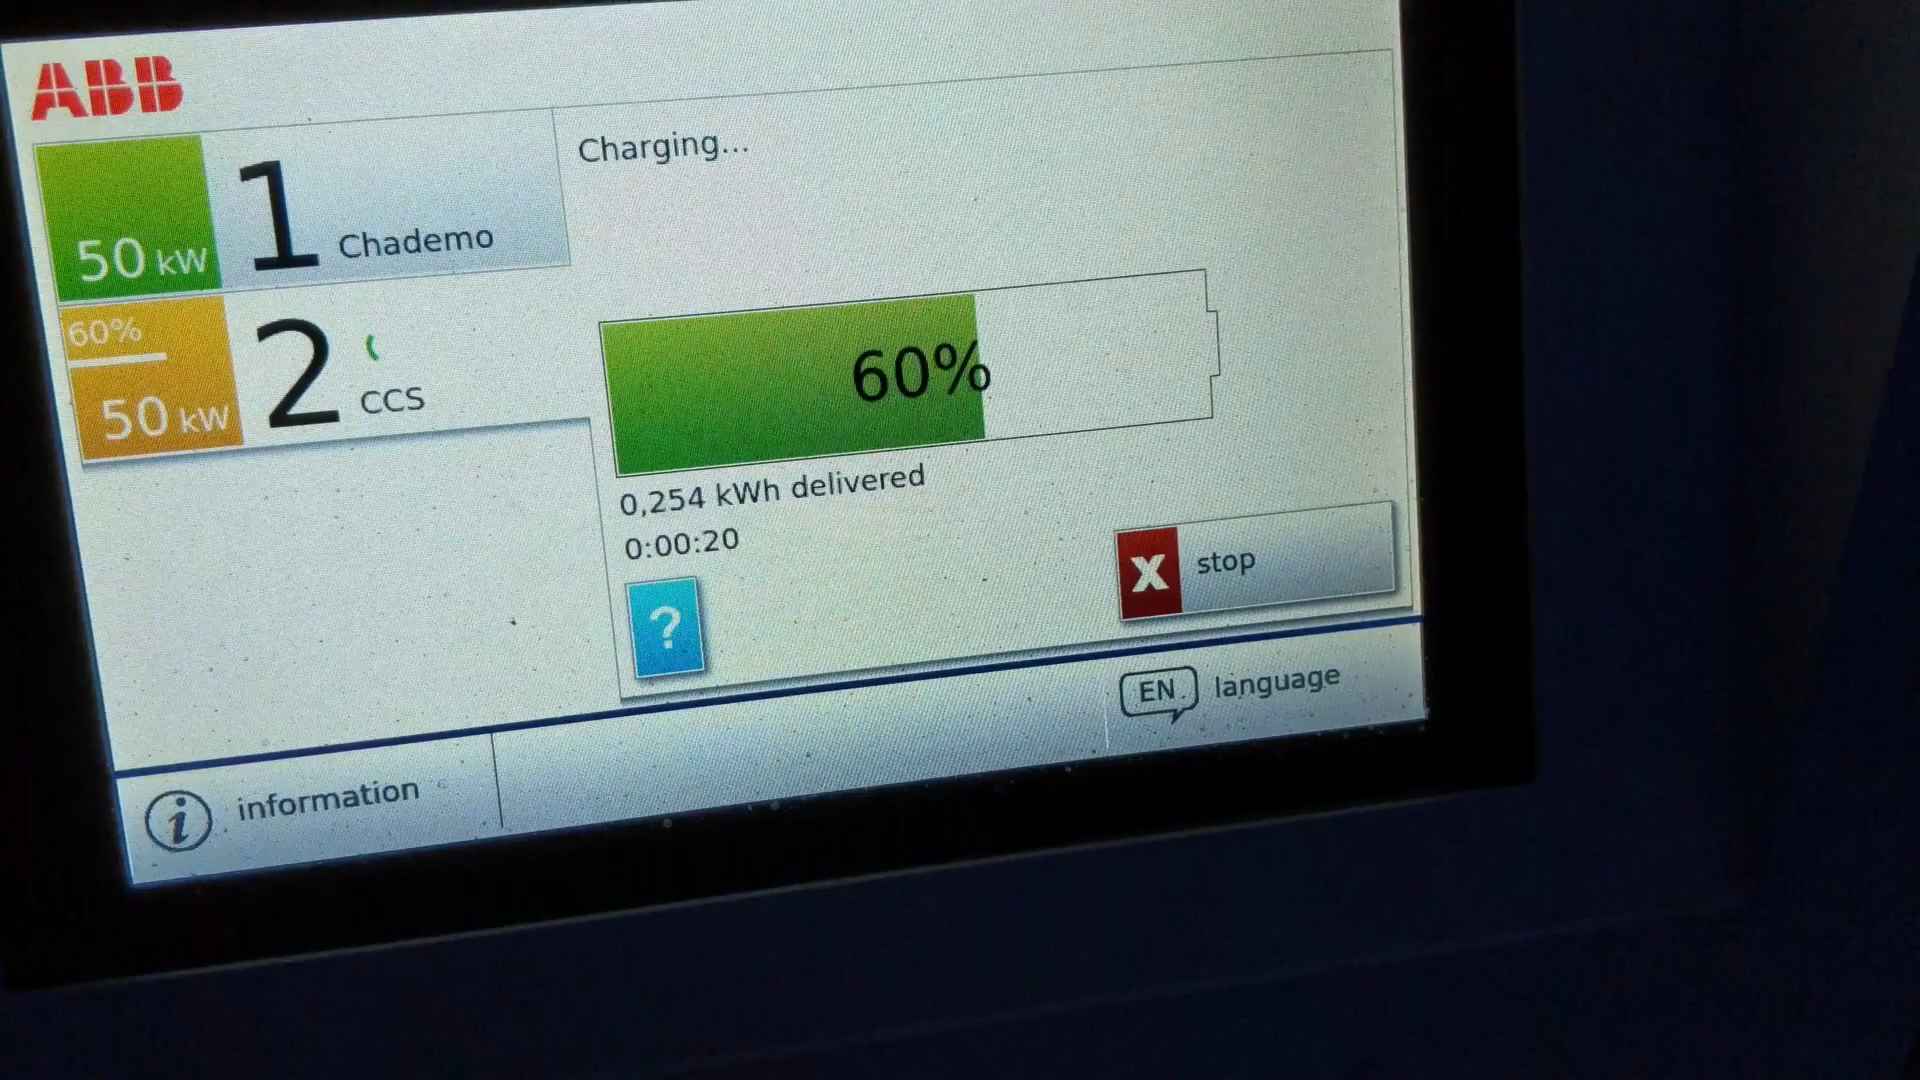 ABB
50 kW 1 Chademo
60%
50 kW 2 CCS
Charging...
60%
0,254 kWh delivered
0:00:20
?
X stop
EN language
i information